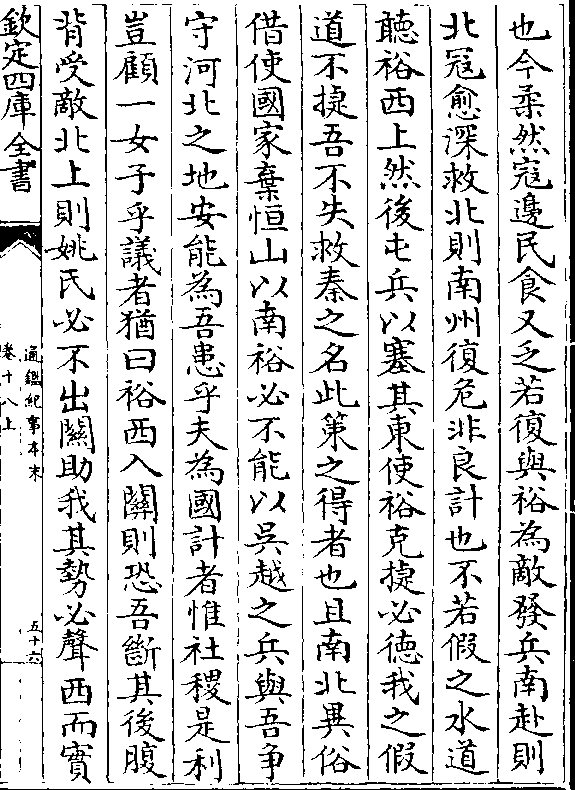 也今柔然寇邊民食又乏若復與裕為敵發兵南赴則
北寇愈深救北則南州復危非良計也不若假之水道
聽裕西上然後屯兵以塞其東使裕克㨗必德我之假
道不㨗吾不失救秦之名此策之得者也且南北異俗
借使國家棄恒山以南裕必不能以吳越之兵與吾争
守河北之地安能為吾患乎夫為國計者惟社稷是利
豈顧一女子乎議者猶曰裕西入關則恐吾斷其後腹
背受敵北上則姚氏必不出關助我其勢必聲西而實
欽定四庫全書
通鑑紀事本末
卷十八上
五十六